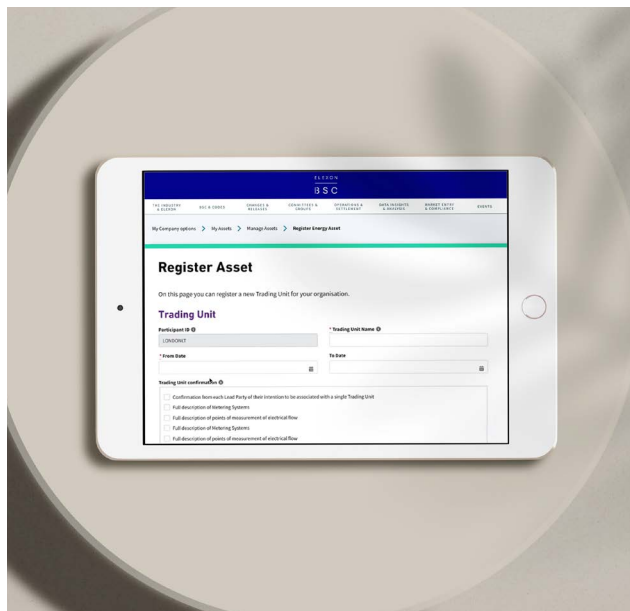 ELEXON
BSC
THE INDUSTRY & ELEXON
BSC & CODES
CHANGES & RELEASES
COMMITTEES & GROUPS
OPERATIONS & SETTLEMENT
DATA INSIGHTS & ANALYSIS
MARKET ENTRY & COMPLIANCE
EVENTS
My Company options > My Assets > Manage Assets > Register Energy Asset
Register Asset
On this page you can register a new Trading Unit for your organisation.
Trading Unit
Participant ID
* Trading Unit Name
LONDONKT
* From Date
To Date
Trading Unit confirmation
Confirmation from each Lead Party of their intention to be associated with a single Trading Unit
Full description of Metering Systems
Full description of points of measurement of electrical flow
Full description of Metering Systems
Full description of points of measurement of electrical flow